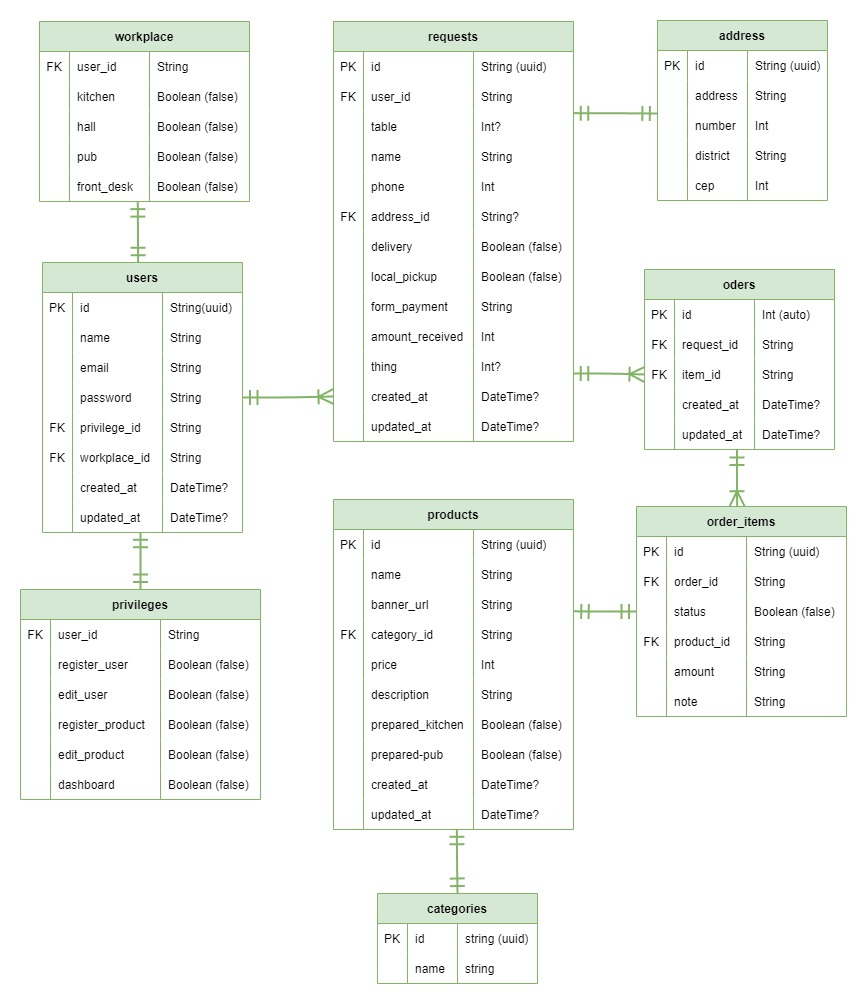 workplace
FK user_id String
kitchen Boolean (false)
hall Boolean (false)
pub Boolean (false)
front_desk Boolean (false)
users
PK id String(uuid)
name String
email String
password String
FK privilege_id String
FK workplace_id String
created_at DateTime?
updated_at DateTime?
privileges
FK user_id String
register_user Boolean (false)
edit_user Boolean (false)
register_product Boolean (false)
edit_product Boolean (false)
dashboard Boolean (false)
requests
PK id String (uuid)
FK user_id String
table Int?
name String
phone Int
FK address_id String?
delivery Boolean (false)
local_pickup Boolean (false)
form_payment String
amount_received Int
thing Int?
created_at DateTime?
updated_at DateTime?
products
PK id String (uuid)
name String
banner_url String
FK category_id String
price Int
description String
prepared_kitchen Boolean (false)
prepared-pub Boolean (false)
created_at DateTime?
updated_at DateTime?
categories
PK id string (uuid)
name string
address
PK id String (uuid)
address String
number Int
district String
cep Int
oders
PK id Int (auto)
FK request_id String
FK item_id String
created_at DateTime?
updated_at DateTime?
order_items
PK id String (uuid)
FK order_id String
status Boolean (false)
FK product_id String
amount String
note String